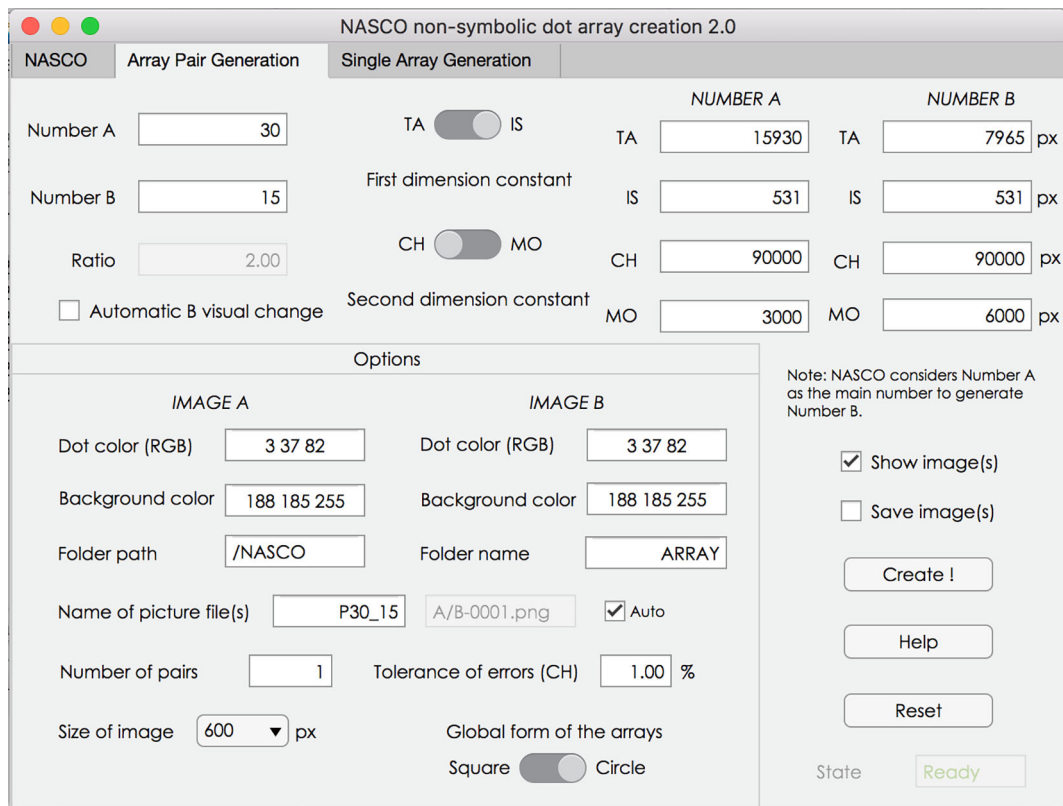 NASCO non-symbolic dot array creation 2.0
NASCO Array Pair Generation Single Array Generation
NUMBER A NUMBER B
Number A 30 TA IS TA 15930 TA 7965 px
First dimension constant
Number B 15 IS 531 IS 531 px
Ratio 2.00 CH MO CH 90000 CH 90000 px
Automatic B visual change Second dimension constant MO 3000 MO 6000 px
Options
Note: NASCO considers Number A
as the main number to generate
Number B.
IMAGE A IMAGE B
Dot color (RGB) 3 37 82 Dot color (RGB) 3 37 82
Show image(s)
Background color 188 185 255 Background color 188 185 255
Save image(s)
Folder path /NASCO Folder name ARRAY
Create !
Name of picture file(s) P30_15 A/B-0001.png Auto
Help
Number of pairs 1 Tolerance of errors (CH) 1.00 %
Reset
Size of image 600 px Global form of the arrays
Square Circle
State Ready